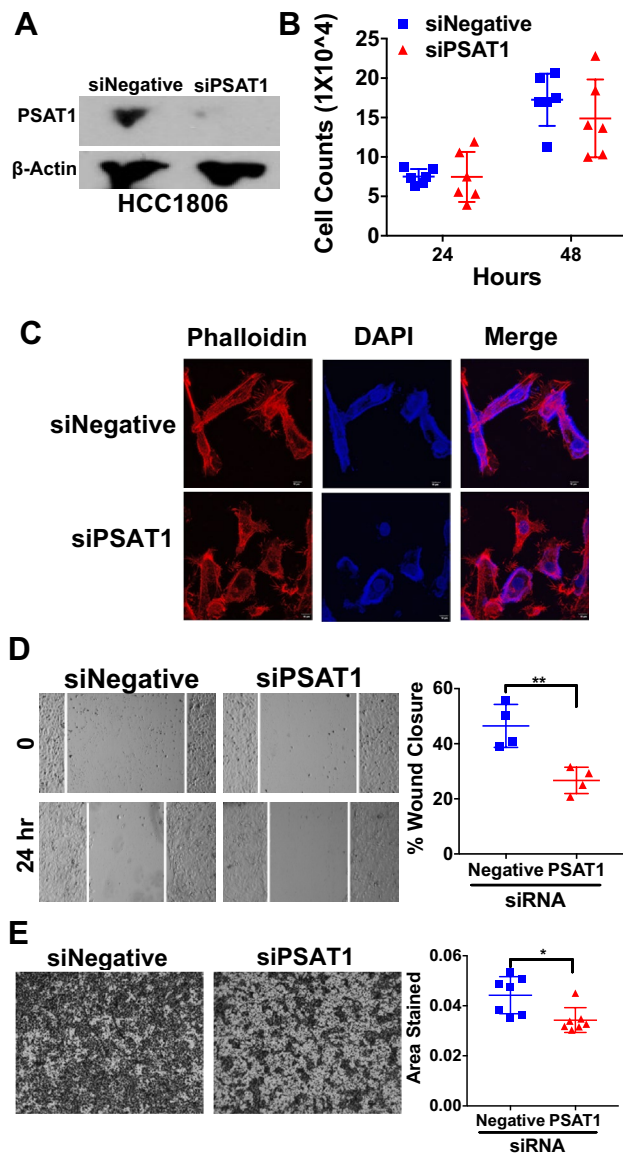 A
siNegative siPSAT1
PSAT1
β-Actin
HCC1806
B
siNegative
siPSAT1
Cell Counts (1X10^4)
25
20
15
10
5
0
24
48
Hours
C
Phalloidin DAPI Merge
siNegative
siPSAT1
D
siNegative siPSAT1
0
24 hr
% Wound Closure
60
40
20
0
**
Negative PSAT1
siRNA
E
siNegative siPSAT1
Area Stained
0.06
0.04
0.02
0.00
*
Negative PSAT1
siRNA